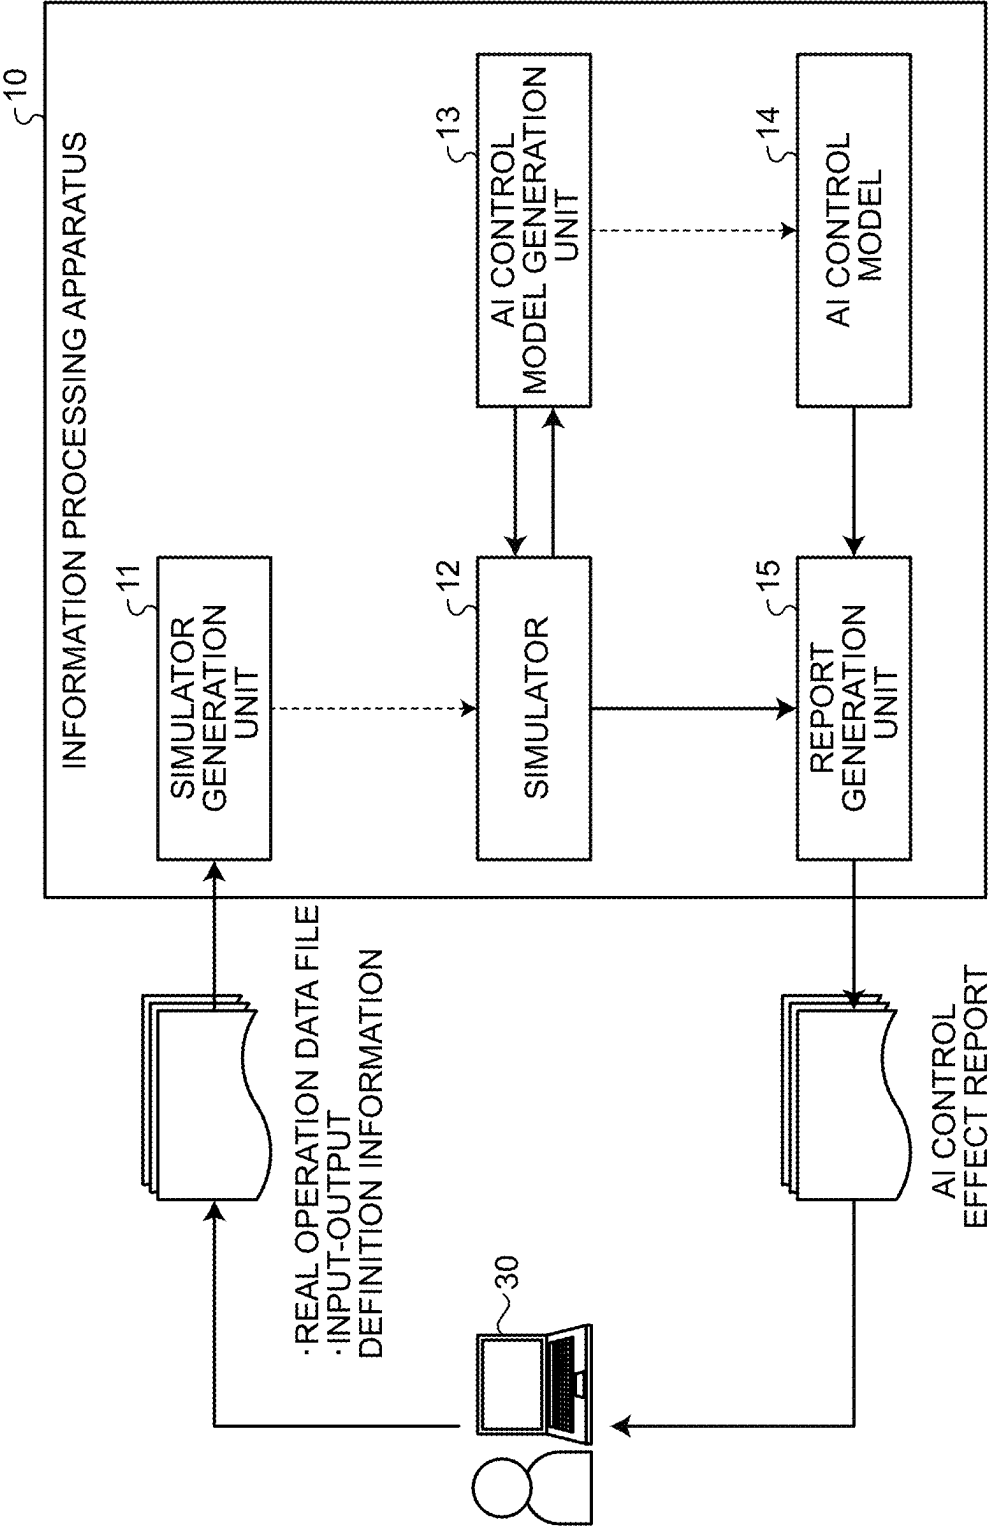 10
INFORMATION PROCESSING APPARATUS
·REAL OPERATION DATA FILE
·INPUT-OUTPUT
DEFINITION INFORMATION
11
SIMULATOR
GENERATION
UNIT
30
12
SIMULATOR
13
AI CONTROL
MODEL GENERATION
UNIT
AI CONTROL
EFFECT REPORT
15
REPORT
GENERATION
UNIT
14
AI CONTROL
MODEL